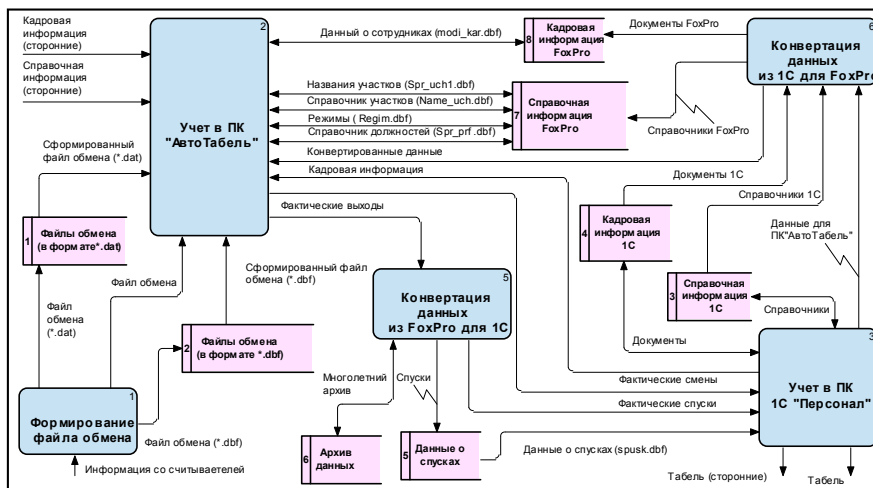 Кадровая
информация
(сторонние)
Справочная
информация
(сторонние)
2
Учет в ПК
"АвтоТабель"
Данный о сотрудниках (modi_kar.dbf)
8
Кадровая
информация
FoxPro
Документы FoxPro
6
Конвертация
данных
из 1С для FoxPro
Названия участков (Spr_uch1.dbf)
Справочник участков (Name_uch.dbf)
Режимы ( Regim.dbf)
Справочник должностей (Spr_prf.dbf)
7
Справочная
информация
FoxPro
Справочники FoxPro
Конвертированные данные
Кадровая информация
Сформированный
файл обмена (*.dat)
Документы 1С
Справочники 1С
1
Файлы обмена
(в формате*.dat)
Фактические выходы
4
Кадровая
информация
1С
Данные для
ПК"АвтоТабель"
Файл обмена
Сформированный файл
обмена (*.dbf)
5
Конвертация
данных
из FoxPro для 1С
3
Справочная
информация
1С
Справочники
Файл
обмена
(*.dat)
2
Файлы обмена
(в формате *.dbf)
Документы
3
Учет в ПК
1С "Персонал"
Многолетний
архив
Спуски
Фактические смены
Фактические спуски
1
Формирование
файла обмена
Файл обмена (*.dbf)
6
Архив
данных
5
Данные о
спусках
Данные о спусках (spusk.dbf)
Информация со считываетелей
Табель (сторонние)
Табель